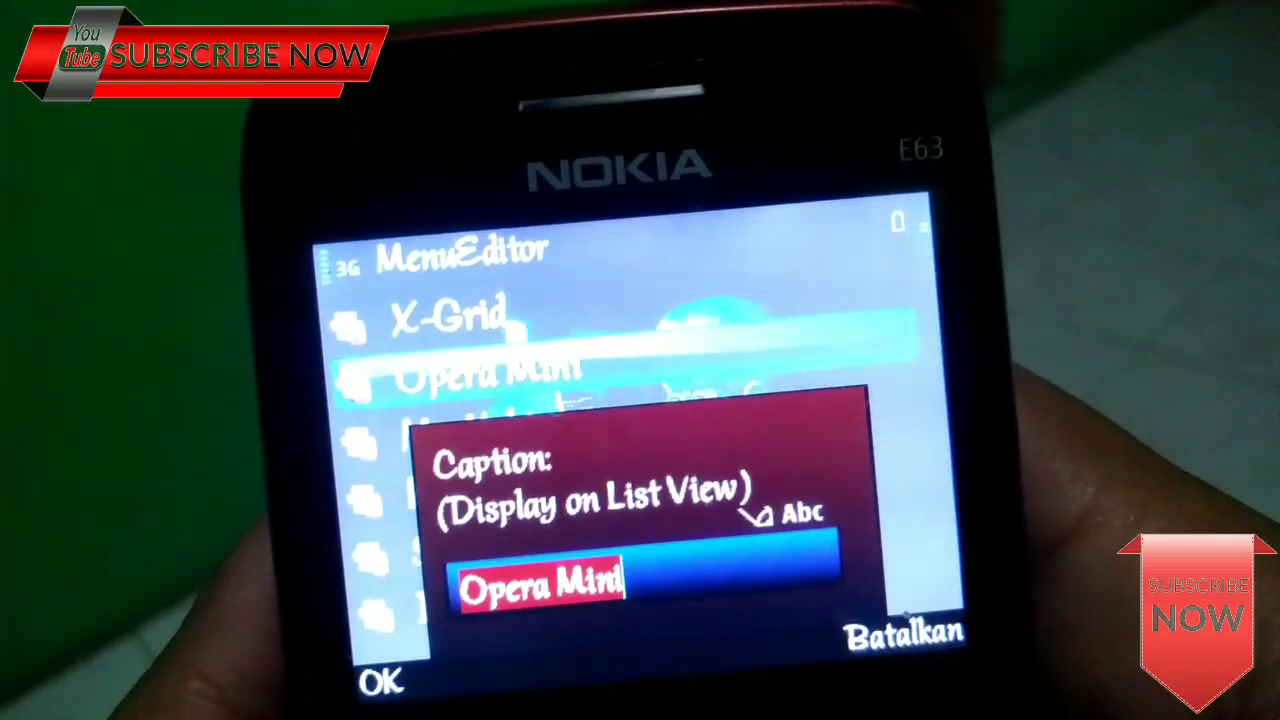 You
Tube SUBSCRIBE NOW
NOKIA
E63
3G MenuEditor
X-Grid
Opera Mini
Caption:
(Display on List View)
Abc
Opera Mini
OK
Batalkan
SUBSCRIBE
NOW